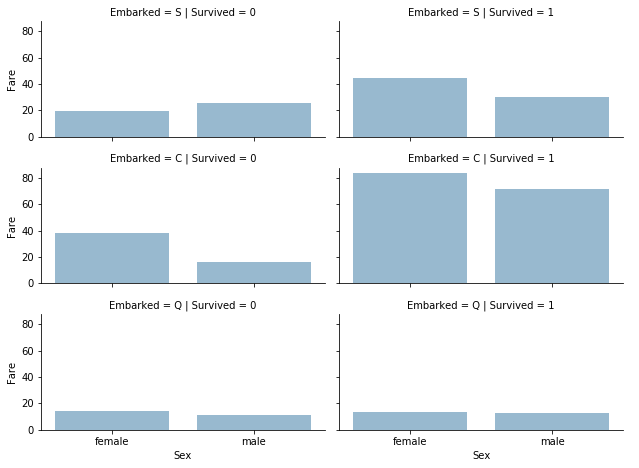 Embarked = S | Survived = 0
Embarked = S | Survived = 1
80
60
40
20
0
Fare
Embarked = C | Survived = 0
Embarked = C | Survived = 1
80
60
40
20
0
Fare
Embarked = Q | Survived = 0
Embarked = Q | Survived = 1
80
60
40
20
0
Fare
female
male
female
male
Sex
Sex